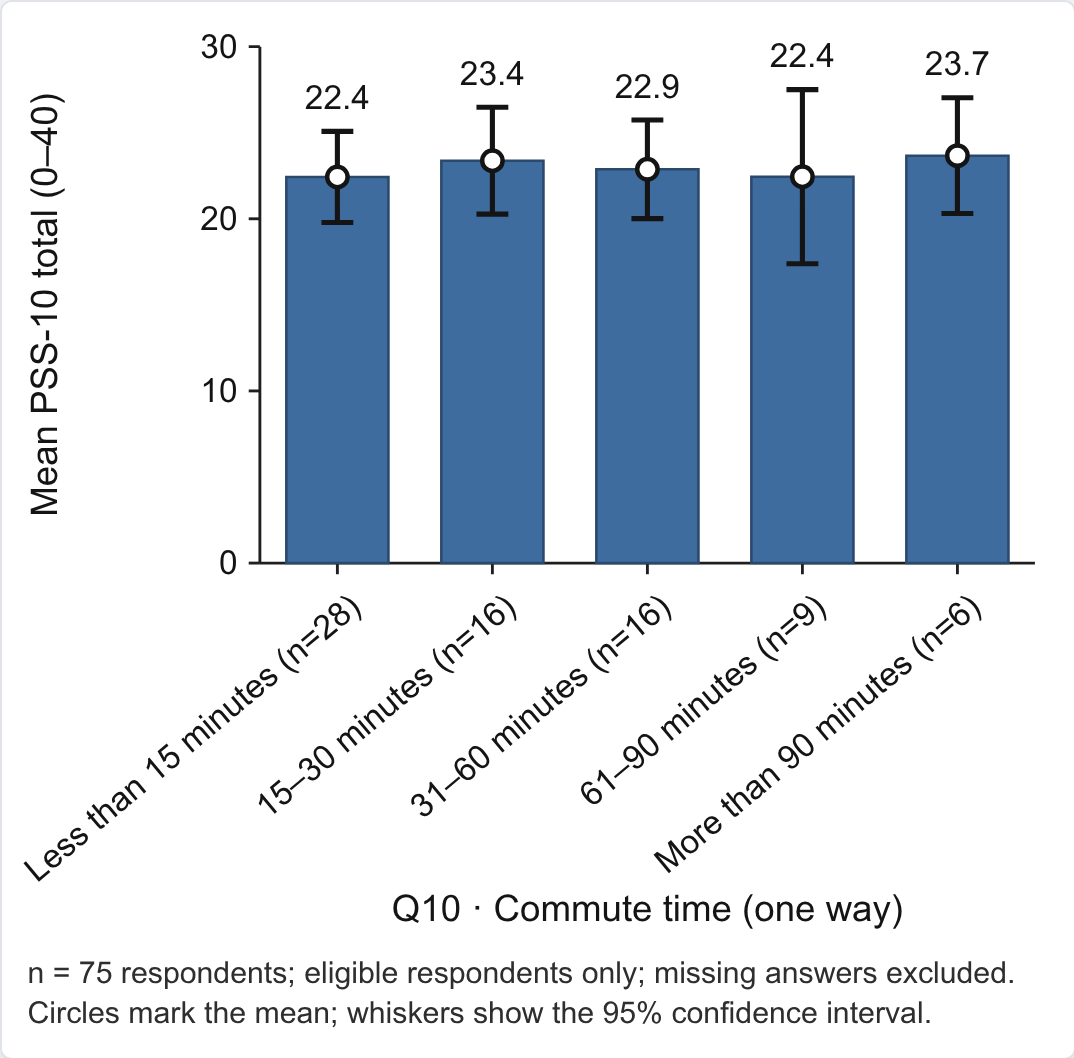 Mean PSS-10 total (0–40)
30
20
10
0
22.4
23.4
22.9
22.4
23.7
Less than 15 minutes (n=28)
15–30 minutes (n=16)
31–60 minutes (n=16)
61–90 minutes (n=9)
More than 90 minutes (n=6)
Q10 · Commute time (one way)
n = 75 respondents; eligible respondents only; missing answers excluded.
Circles mark the mean; whiskers show the 95% confidence interval.